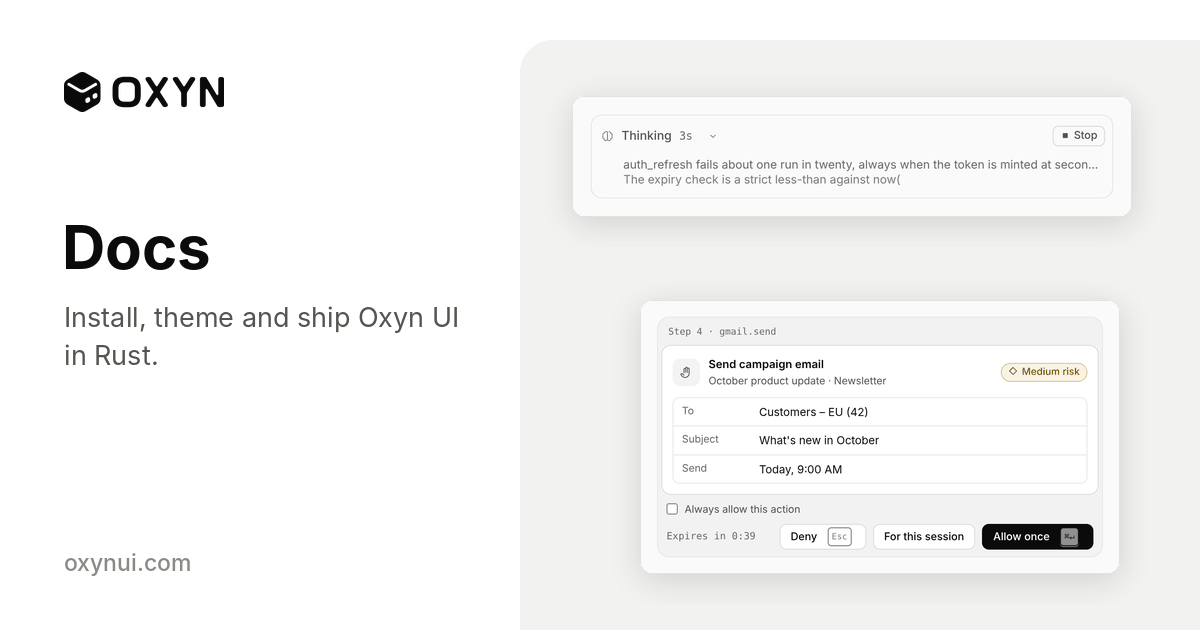 OXYN
Docs
Install, theme and ship Oxyn UI
in Rust.
oxynui.com
Thinking 3s
Stop
auth_refresh fails about one run in twenty, always when the token is minted at secon...
The expiry check is a strict less-than against now(
Step 4 · gmail.send
Send campaign email
October product update · Newsletter
Medium risk
To Customers – EU (42)
Subject What's new in October
Send Today, 9:00 AM
Always allow this action
Expires in 0:39
Deny Esc
For this session
Allow once ⌘↵